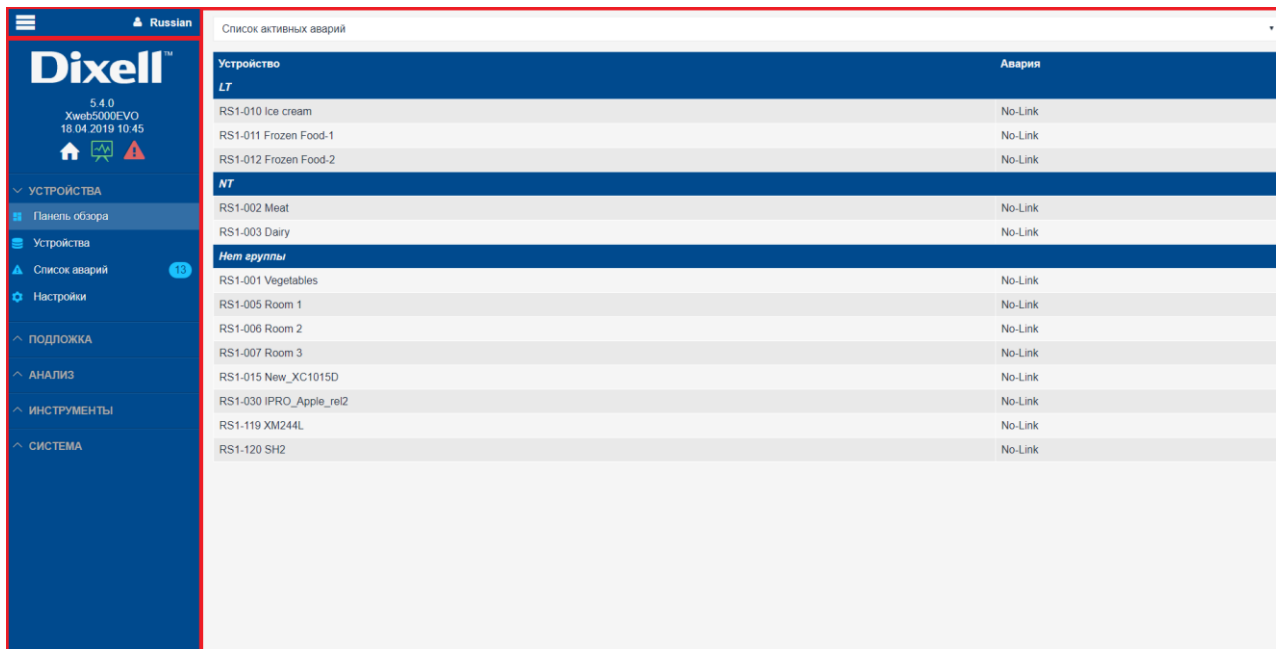 Russian
Dixell™
5.4.0
Xweb5000EVO
18.04.2019 10:45
УСТРОЙСТВА
Панель обзора
Устройства
Список аварий 13
Настройки
ПОДЛОЖКА
АНАЛИЗ
ИНСТРУМЕНТЫ
СИСТЕМА
Список активных аварий
Устройство Авария
LT
RS1-010 Ice cream No-Link
RS1-011 Frozen Food-1 No-Link
RS1-012 Frozen Food-2 No-Link
NT
RS1-002 Meat No-Link
RS1-003 Dairy No-Link
Нет группы
RS1-001 Vegetables No-Link
RS1-005 Room 1 No-Link
RS1-006 Room 2 No-Link
RS1-007 Room 3 No-Link
RS1-015 New_XC1015D No-Link
RS1-030 IPRO_Apple_rel2 No-Link
RS1-119 XM244L No-Link
RS1-120 SH2 No-Link